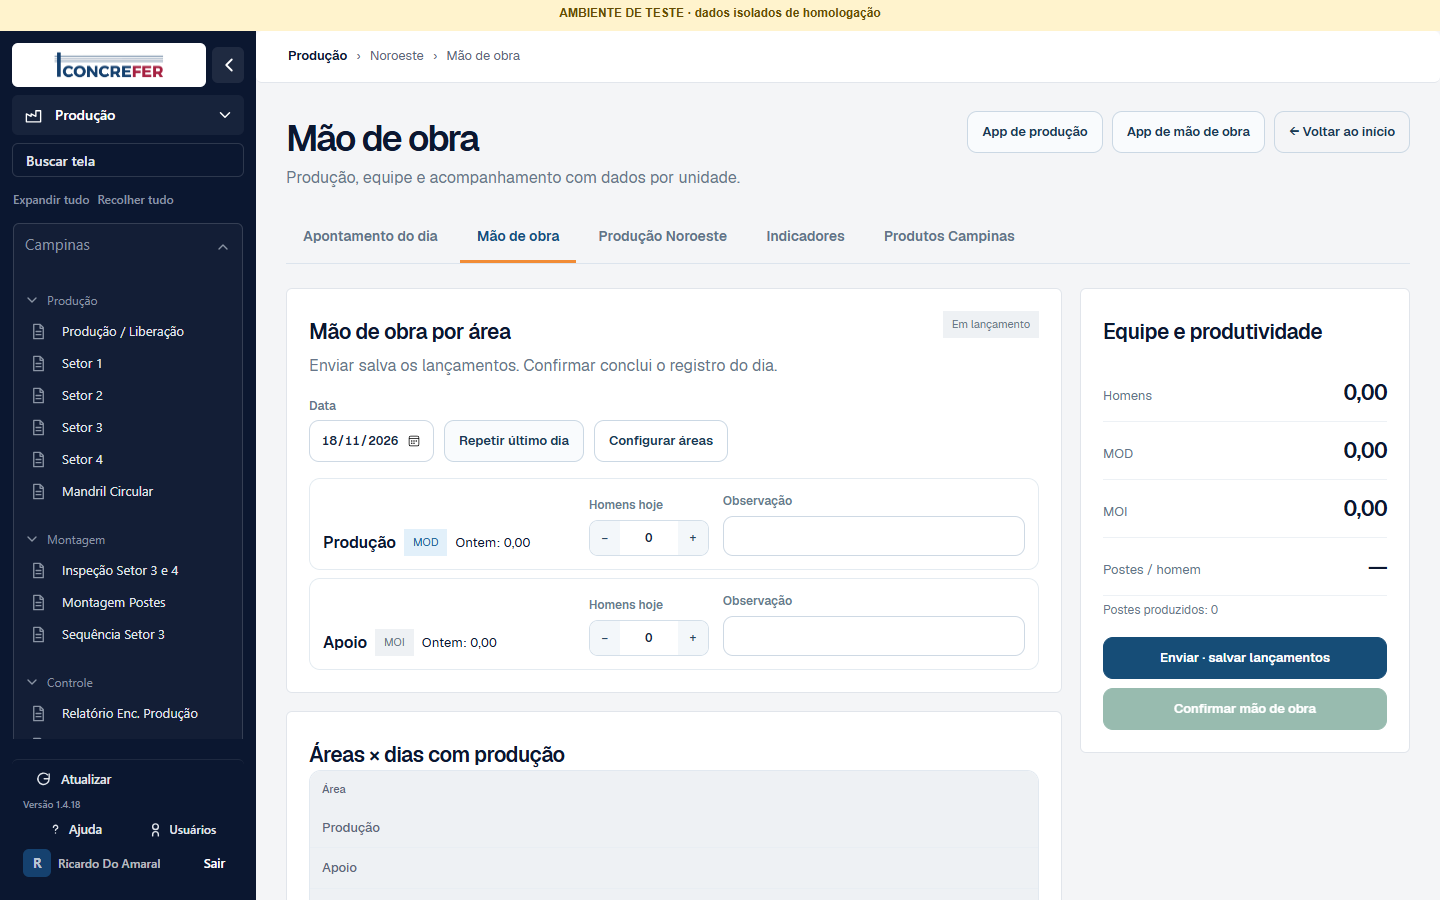 AMBIENTE DE TESTE · dados isolados de homologação
CONCREFER
Produção
Buscar tela
Expandir tudo Recolher tudo
Campinas
Produção
Produção / Liberação
Setor 1
Setor 2
Setor 3
Setor 4
Mandril Circular
Montagem
Inspeção Setor 3 e 4
Montagem Postes
Sequência Setor 3
Controle
Relatório Enc. Produção
Atualizar
Versão 1.4.18
? Ajuda Usuários
R Ricardo Do Amaral Sair
Produção › Noroeste › Mão de obra
Mão de obra
Produção, equipe e acompanhamento com dados por unidade.
App de produção App de mão de obra ← Voltar ao início
Apontamento do dia Mão de obra Produção Noroeste Indicadores Produtos Campinas
Mão de obra por área
Em lançamento
Enviar salva os lançamentos. Confirmar conclui o registro do dia.
Data
18/11/2026 Repetir último dia Configurar áreas
Homens hoje Observação
Produção MOD Ontem: 0,00 − 0 +
Homens hoje Observação
Apoio MOI Ontem: 0,00 − 0 +
Áreas × dias com produção
Área
Produção
Apoio
Equipe e produtividade
Homens 0,00
MOD 0,00
MOI 0,00
Postes / homem —
Postes produzidos: 0
Enviar · salvar lançamentos
Confirmar mão de obra